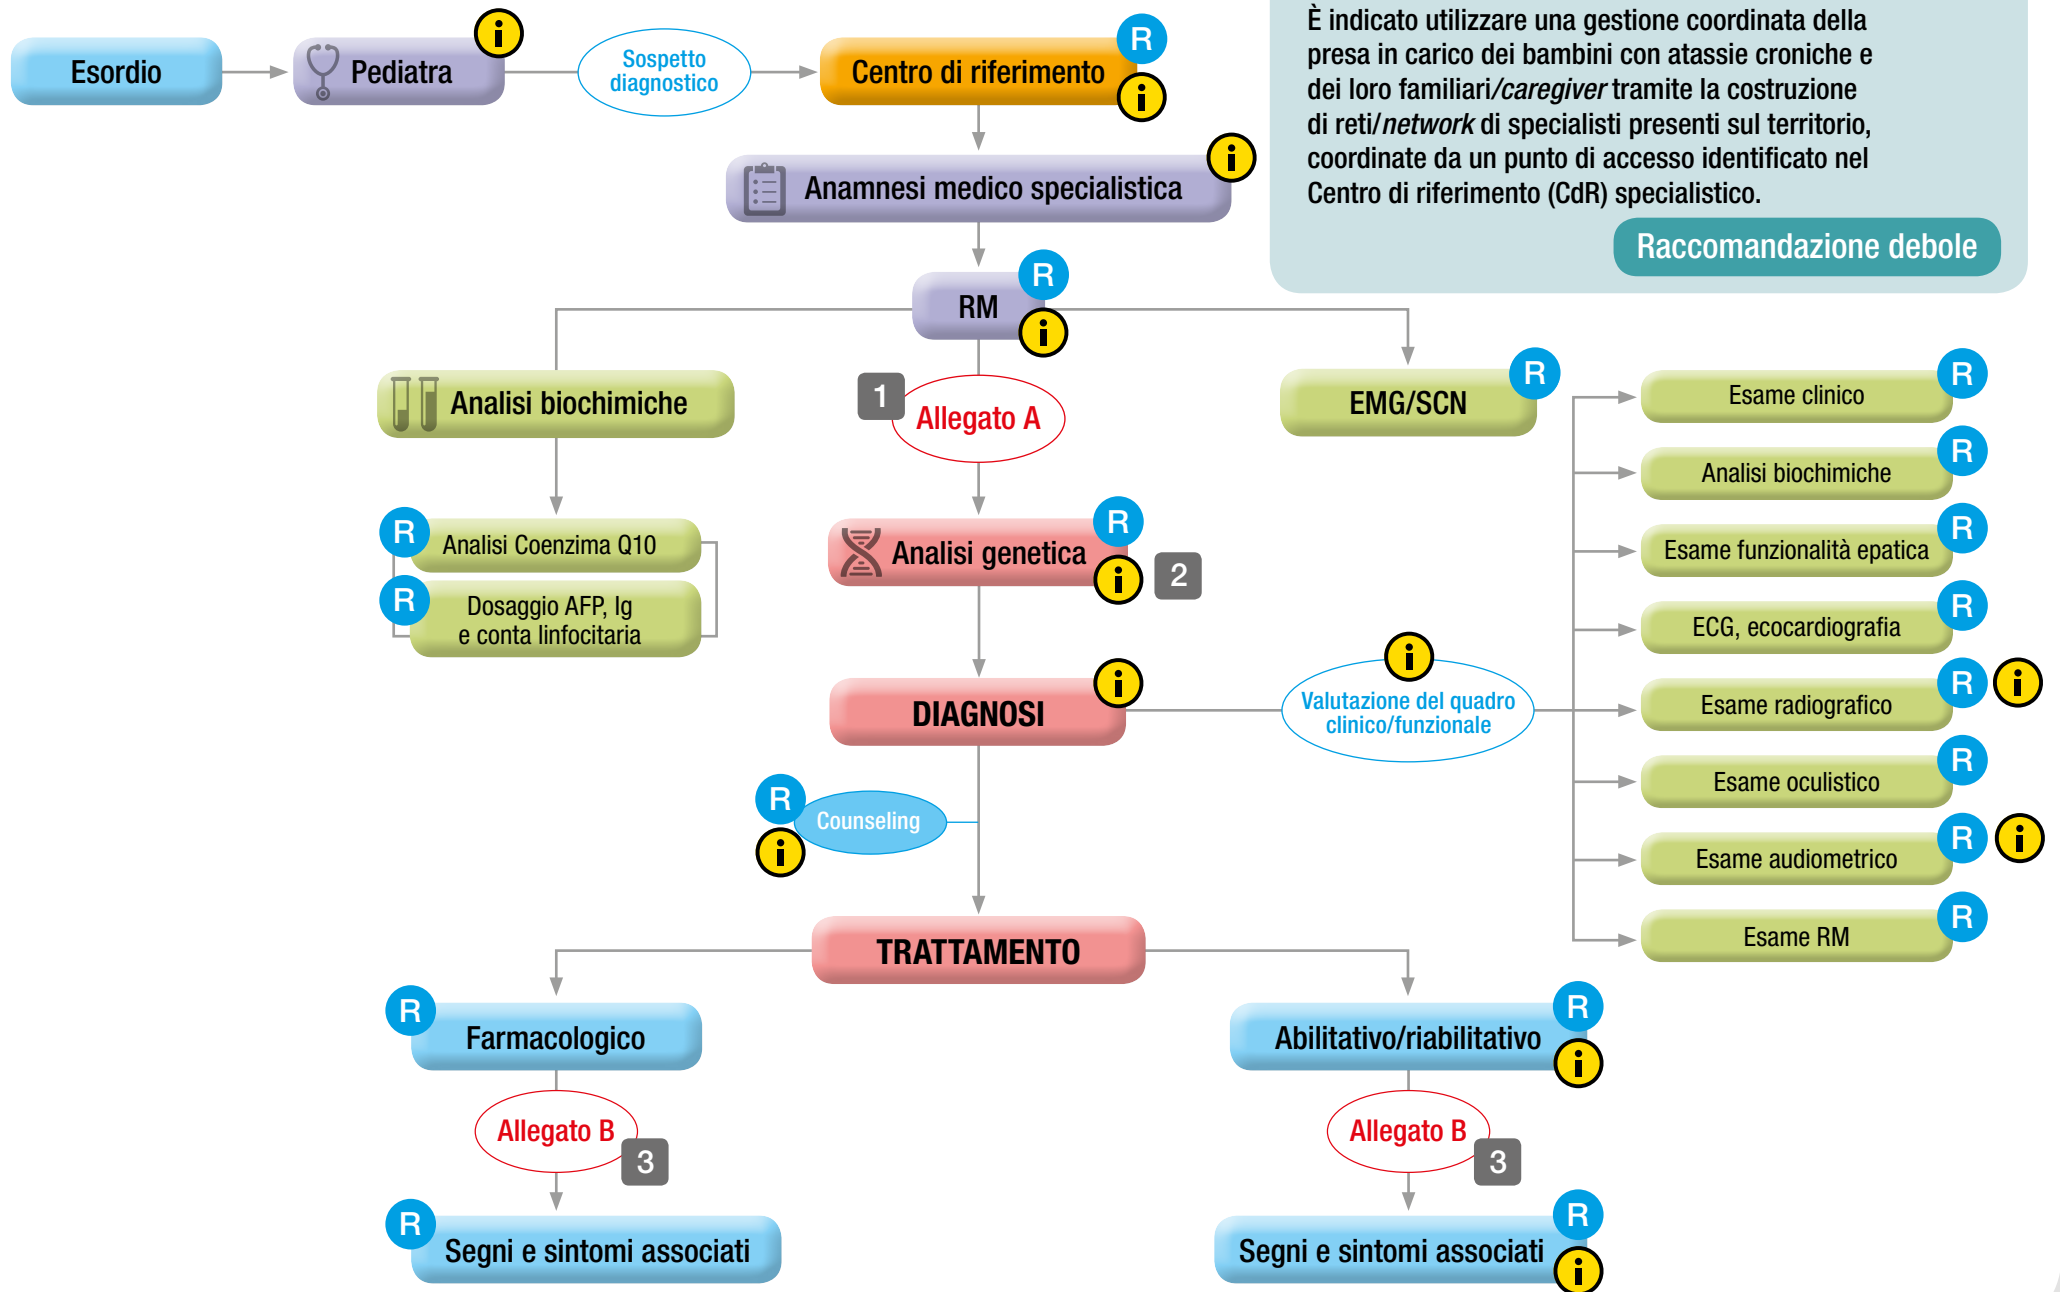 È indicato utilizzare una gestione coordinata della
presa in carico dei bambini con atassie croniche e
dei loro familiari/caregiver tramite la costruzione
di reti/network di specialisti presenti sul territorio,
coordinate da un punto di accesso identificato nel
Centro di riferimento (CdR) specialistico.
Raccomandazione debole
Esordio
Pediatra
i
Sospetto
diagnostico
Centro di riferimento
R
i
Anamnesi medico specialistica
i
RM
R
i
Analisi biochimiche
1
Allegato A
EMG/SCN
R
R
Analisi Coenzima Q10
R
Dosaggio AFP, Ig
e conta linfocitaria
Analisi genetica
R
i
2
DIAGNOSI
i
i
Valutazione del quadro
clinico/funzionale
Esame clinico
R
Analisi biochimiche
R
Esame funzionalità epatica
R
ECG, ecocardiografia
R
Esame radiografico
R
i
Esame oculistico
R
Esame audiometrico
R
i
Esame RM
R
R
i
Counseling
TRATTAMENTO
R
Farmacologico
Abilitativo/riabilitativo
R
i
Allegato B
3
Allegato B
3
R
Segni e sintomi associati
Segni e sintomi associati
R
i